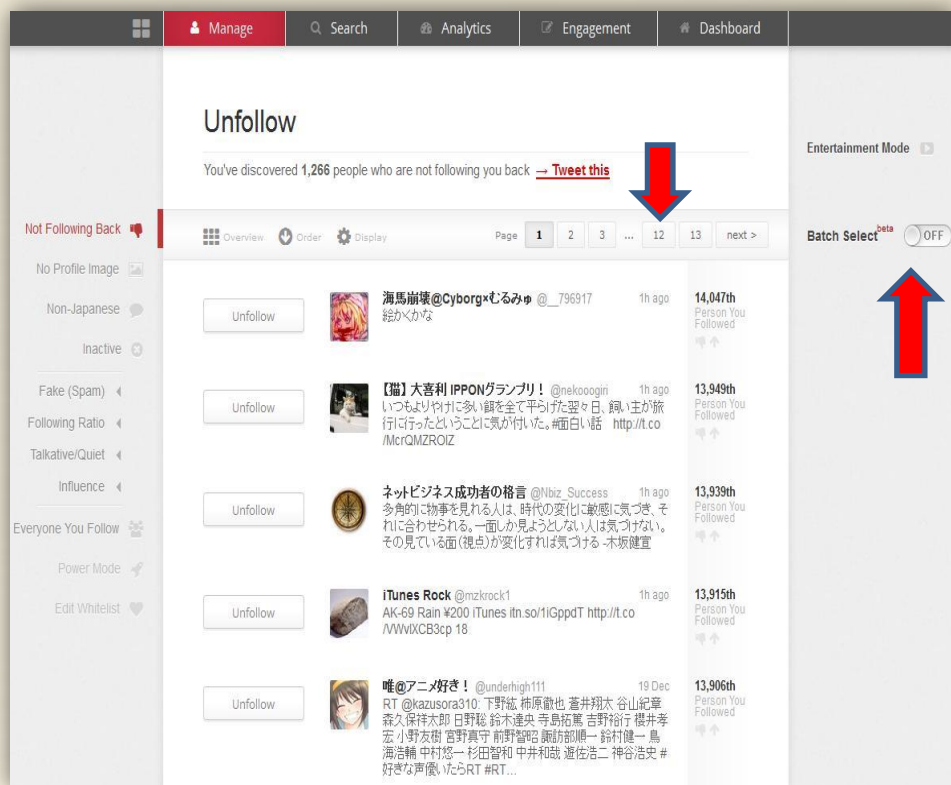 Manage Search Analytics Engagement Dashboard
Unfollow
You've discovered 1,266 people who are not following you back → Tweet this
Entertainment Mode
Not Following Back
No Profile Image
Non-Japanese
Inactive
Fake (Spam)
Following Ratio
Talkative/Quiet
Influence
Everyone You Follow
Power Mode
Edit Whitelist
Overview Order Display Page 1 2 3 ... 12 13 next >
Batch Select beta OFF
Unfollow
海馬崩壊@Cyborg×むるみゅ @__796917 1h ago
絵かくかな
14,047th
Person You
Followed
Unfollow
【猫】大喜利 IPPONグランプリ! @nekooogiri 1h ago
いつもよりやけに多い餌を全て平らげた翌々日、飼い主が旅
行に行ったということに気が付いた。#面白い話 http://t.co
/McrQMZROIZ
13,949th
Person You
Followed
Unfollow
ネットビジネス成功者の格言 @Nbiz_Success 1h ago
多角的に物事を見れる人は、時代の変化に敏感に気づき、そ
れに合わせられる。一面しか見ようとしない人は気づけない。
その見ている面(視点)が変化すれば気づける -木坂健宣
13,939th
Person You
Followed
Unfollow
iTunes Rock @mzkrock1 1h ago
AK-69 Rain ¥200 iTunes itn.so/1iGppdT http://t.co
/VWvlXCB3cp 18
13,915th
Person You
Followed
Unfollow
唯@アニメ好き! @underhigh111 19 Dec
RT @kazusora310: 下野紘 柿原徹也 蒼井翔太 谷山紀章
森久保祥太郎 日野聡 鈴木達央 寺島拓篤 吉野裕行 櫻井孝
宏 小野友樹 宮野真守 前野智昭 諏訪部順一 鈴村健一 鳥
海浩輔 中村悠一 杉田智和 中井和哉 遊佐浩二 神谷浩史 #
好きな声優いたらRT #RT...
13,906th
Person You
Followed